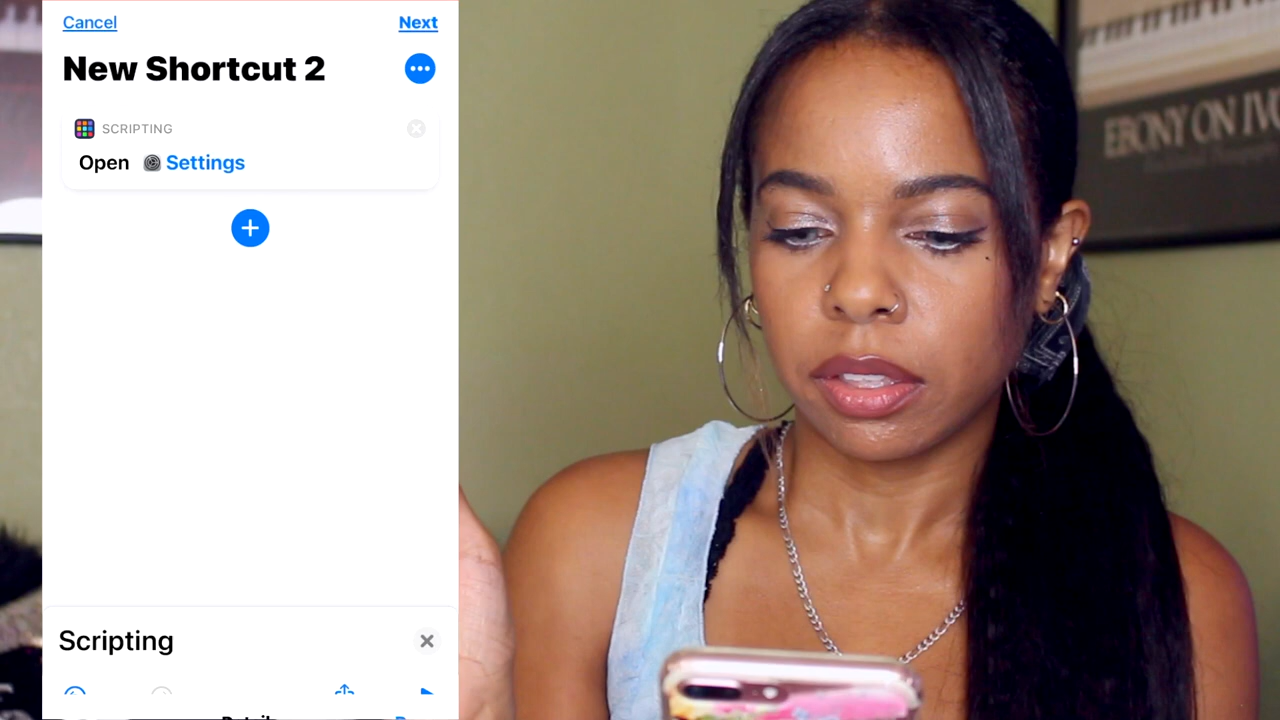 Cancel
Next
New Shortcut 2
SCRIPTING
Open Settings
Scripting
EBONY ON IV